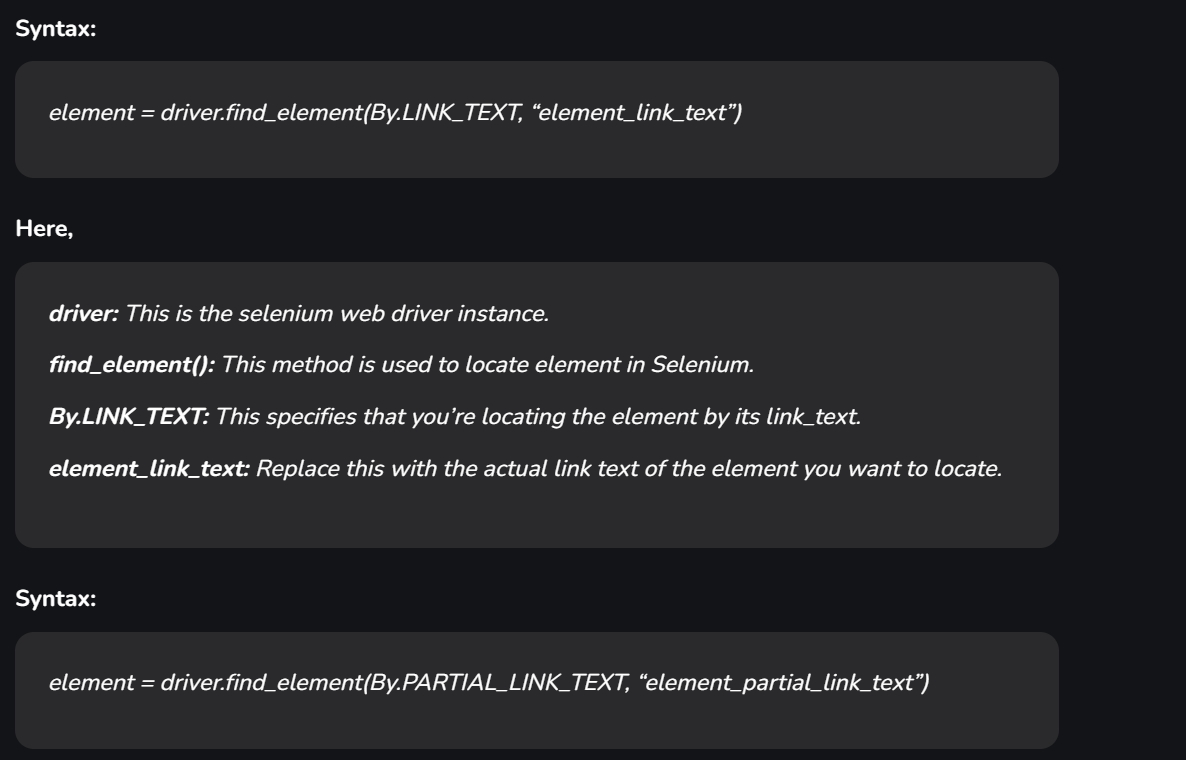 Syntax:
element = driver.find_element(By.LINK_TEXT, “element_link_text”)
Here,
driver: This is the selenium web driver instance.
find_element(): This method is used to locate element in Selenium.
By.LINK_TEXT: This specifies that you’re locating the element by its link_text.
element_link_text: Replace this with the actual link text of the element you want to locate.
Syntax:
element = driver.find_element(By.PARTIAL_LINK_TEXT, “element_partial_link_text”)